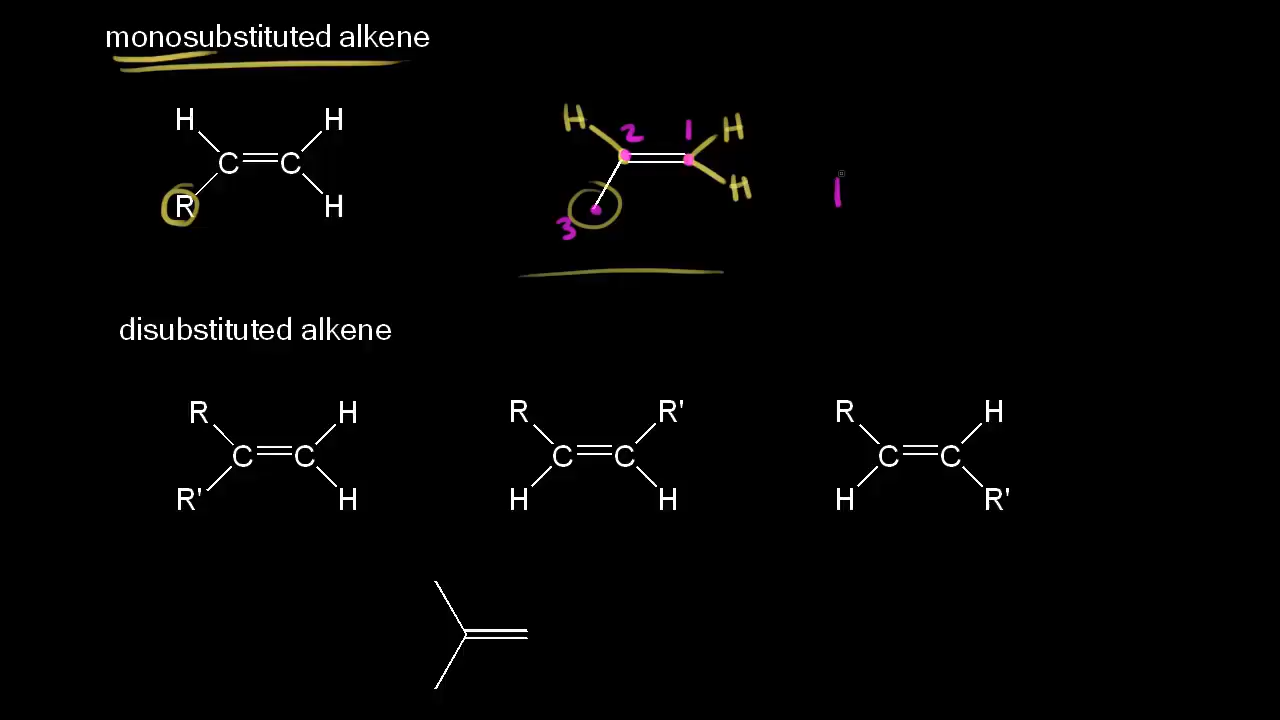 monosubstituted alkene
H H H 2 1 H
C C
R H 3 H 1
disubstituted alkene
R H R R' R H
C C C C C C
R' H H H H R'